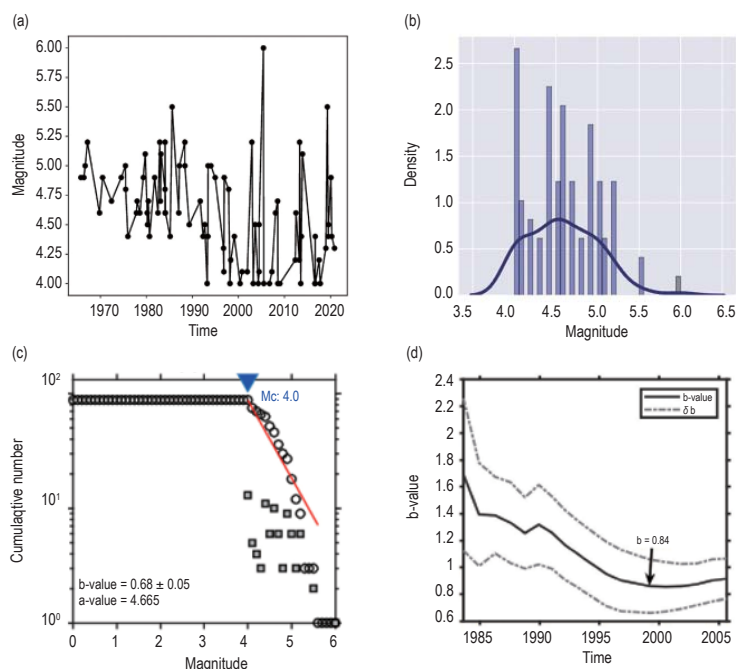 (a)
6.00
5.75
5.50
5.25
5.00
4.75
4.50
4.25
4.00
Magnitude
1970 1980 1990 2000 2010 2020
Time
(b)
2.5
2.0
1.5
1.0
0.5
0.0
Density
3.5 4.0 4.5 5.0 5.5 6.0 6.5
Magnitude
(c)
10²
10¹
10⁰
Cumulaqtive number
Mc: 4.0
b-value = 0.68 ± 0.05
a-value = 4.665
0 1 2 3 4 5 6
Magnitude
(d)
2.4
2.2
2.0
1.8
1.6
1.4
1.2
1.0
0.8
0.6
b-value
b-value
δ b
b = 0.84
1985 1990 1995 2000 2005
Time